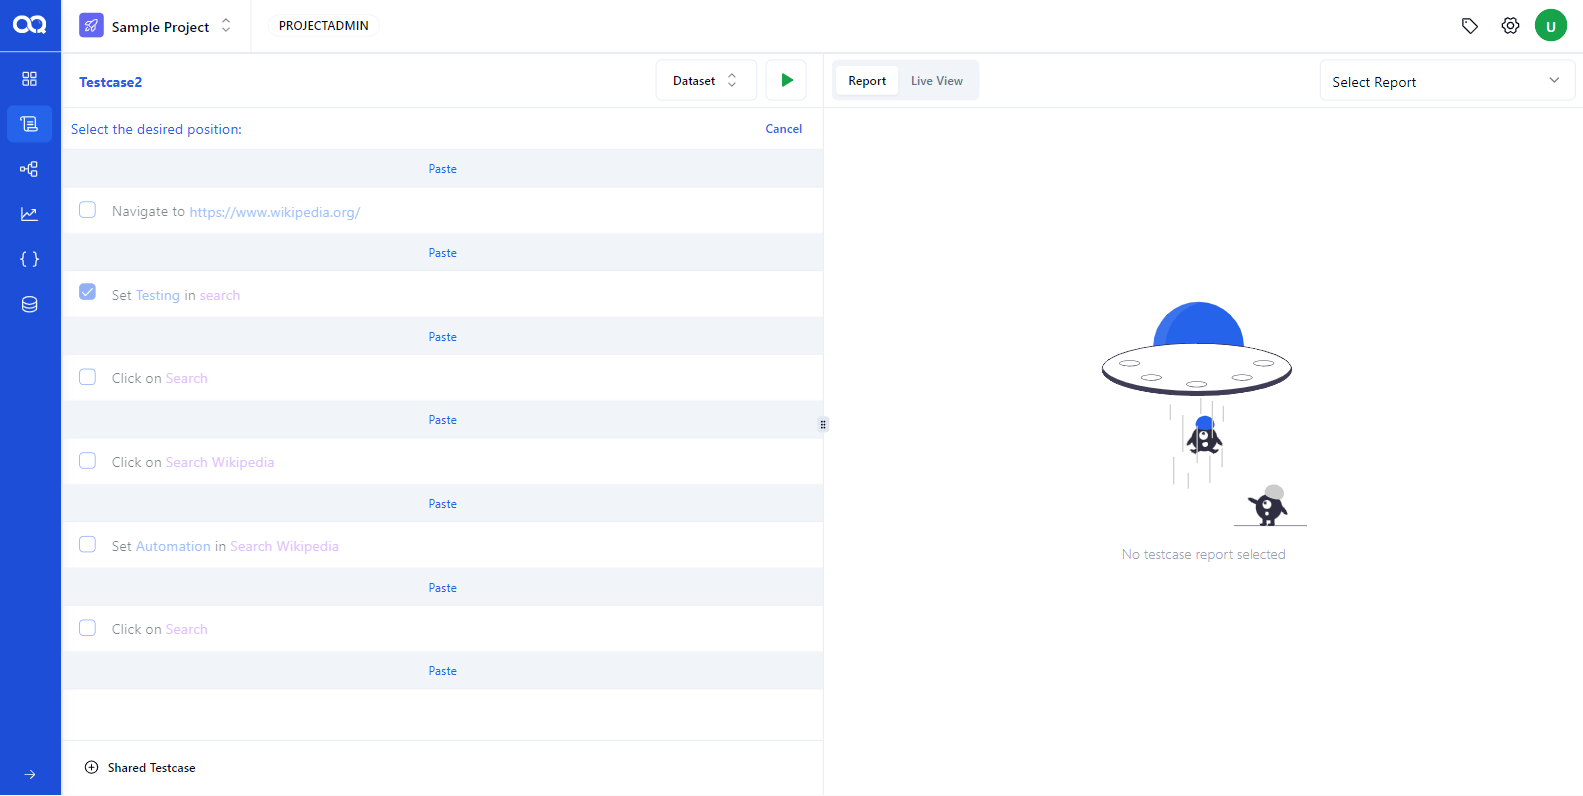 Sample Project
PROJECTADMIN
U
Testcase2
Dataset
Report
Live View
Select Report
Select the desired position:
Cancel
Paste
Navigate to https://www.wikipedia.org/
Paste
Set Testing in search
Paste
Click on Search
Paste
Click on Search Wikipedia
Paste
Set Automation in Search Wikipedia
Paste
Click on Search
Paste
No testcase report selected
Shared Testcase